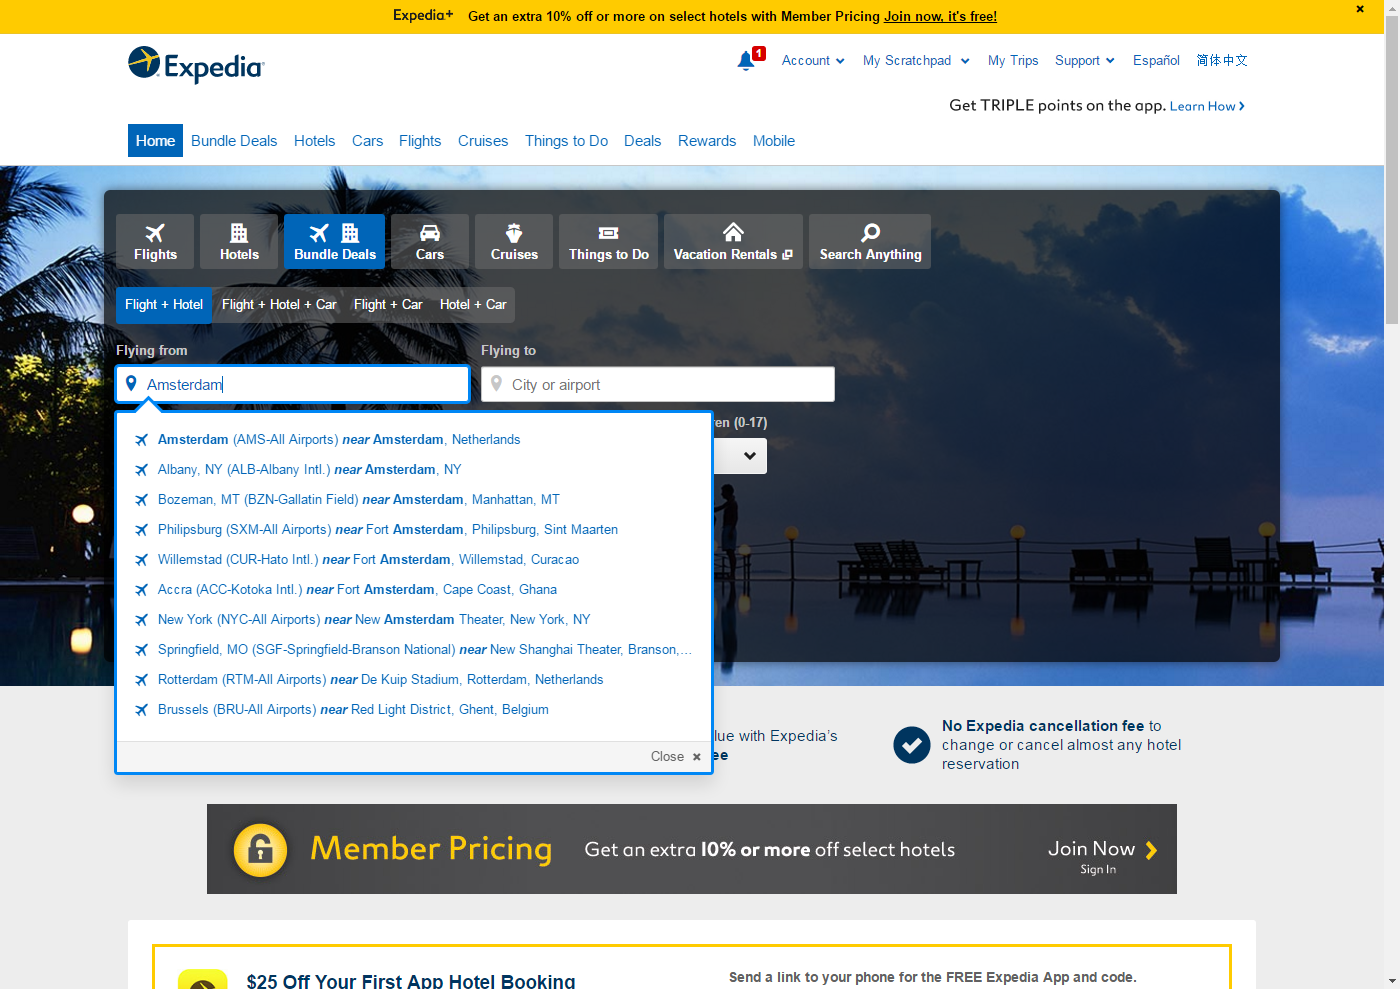 Expedia+ Get an extra 10% off or more on select hotels with Member Pricing Join now, it's free!
Expedia
1 Account My Scratchpad My Trips Support Español 简体中文
Get TRIPLE points on the app. Learn How
Home Bundle Deals Hotels Cars Flights Cruises Things to Do Deals Rewards Mobile
Flights Hotels Bundle Deals Cars Cruises Things to Do Vacation Rentals Search Anything
Flight + Hotel Flight + Hotel + Car Flight + Car Hotel + Car
Flying from Flying to
Amsterdam City or airport
ren (0-17)
Amsterdam (AMS-All Airports) near Amsterdam, Netherlands
Albany, NY (ALB-Albany Intl.) near Amsterdam, NY
Bozeman, MT (BZN-Gallatin Field) near Amsterdam, Manhattan, MT
Philipsburg (SXM-All Airports) near Fort Amsterdam, Philipsburg, Sint Maarten
Willemstad (CUR-Hato Intl.) near Fort Amsterdam, Willemstad, Curacao
Accra (ACC-Kotoka Intl.) near Fort Amsterdam, Cape Coast, Ghana
New York (NYC-All Airports) near New Amsterdam Theater, New York, NY
Springfield, MO (SGF-Springfield-Branson National) near New Shanghai Theater, Branson,...
Rotterdam (RTM-All Airports) near De Kuip Stadium, Rotterdam, Netherlands
Brussels (BRU-All Airports) near Red Light District, Ghent, Belgium
Close
lue with Expedia's
ee
No Expedia cancellation fee to
change or cancel almost any hotel
reservation
Member Pricing Get an extra 10% or more off select hotels Join Now
Sign In
$25 Off Your First App Hotel Booking
Send a link to your phone for the FREE Expedia App and code.